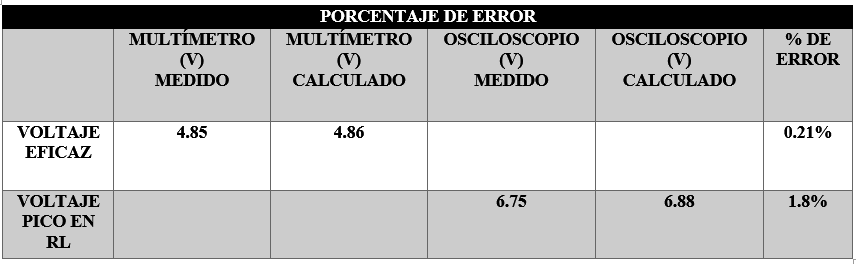 PORCENTAJE DE ERROR
MULTÍMETRO MULTÍMETRO OSCILOSCOPIO OSCILOSCOPIO % DE
(V) (V) (V) (V) ERROR
MEDIDO CALCULADO MEDIDO CALCULADO
VOLTAJE 4.85 4.86 0.21%
EFICAZ
VOLTAJE 6.75 6.88 1.8%
PICO EN
RL